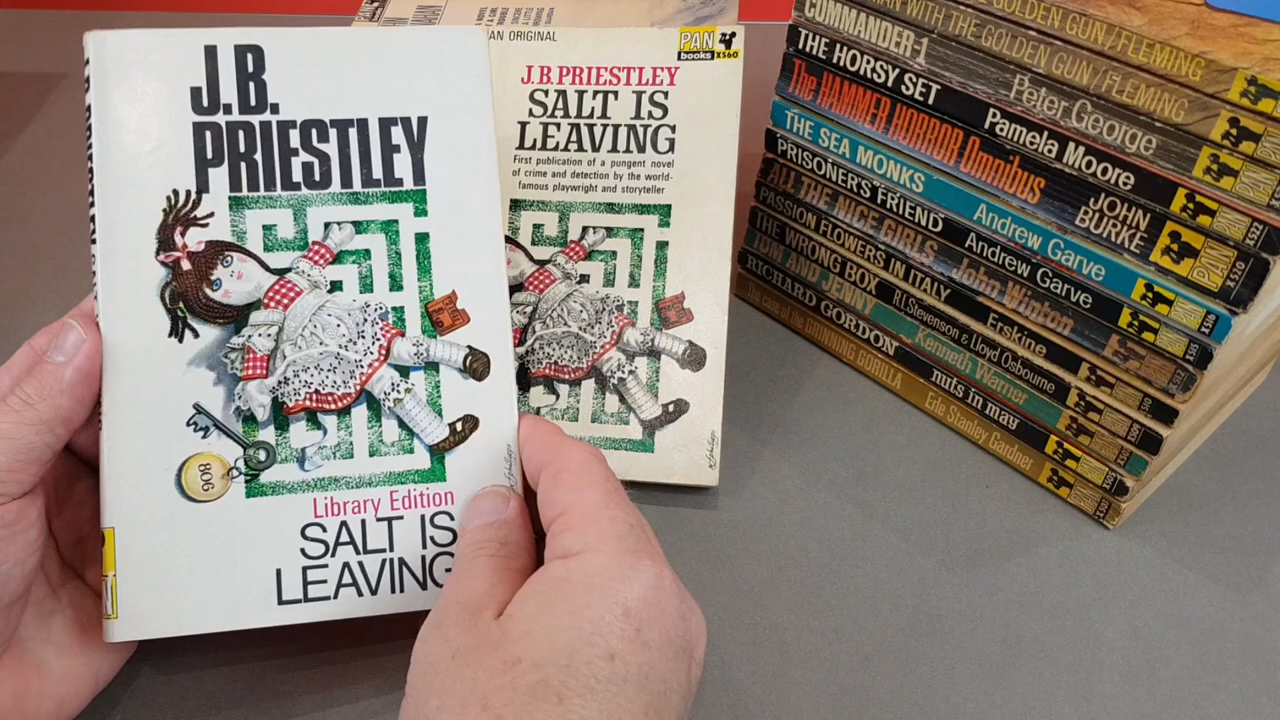 J.B.
PRIESTLEY
806
Library Edition
SALT IS
LEAVING
AN ORIGINAL
PAN
books X560
J.B. PRIESTLEY
SALT IS
LEAVING
First publication of a pungent novel
of crime and detection by the world-
famous playwright and storyteller
GOLDEN GUN / FLEMING
MAN WITH THE GOLDEN GUN / FLEMING
COMMANDER-1 Peter George
THE HORSY SET Pamela Moore
The HAMMER HORROR Omnibus JOHN BURKE PAN
THE SEA MONKS Andrew Garve
PRISONER'S FRIEND Andrew Garve
ALL THE NICE GIRLS John Winton
PASSION FLOWERS IN ITALY Erskine
THE WRONG BOX R.L. Stevenson & Lloyd Osbourne
TOM AND JENNY Kenneth Warner
RICHARD GORDON nuts in may
The case of the GRINNING GORILLA Erle Stanley Gardner